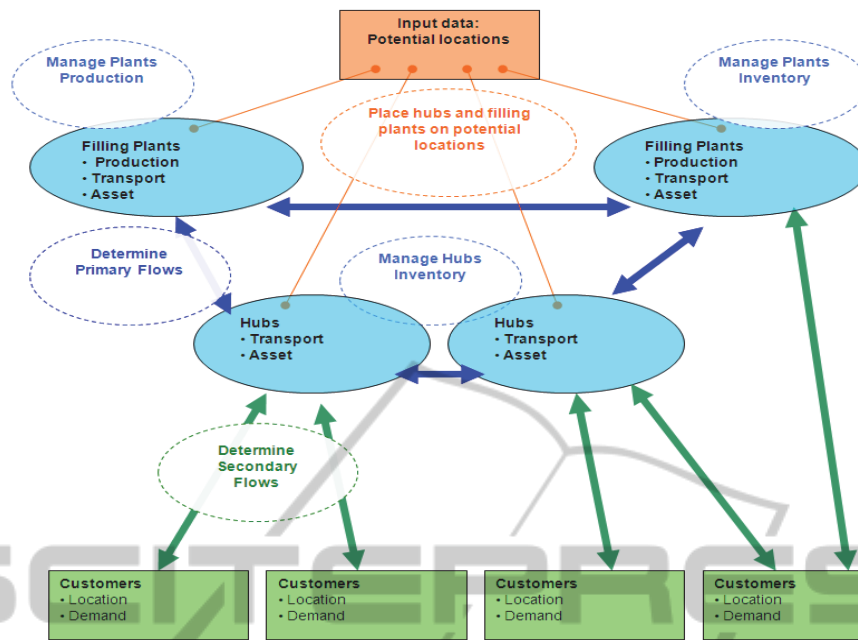 Input data:
Potential locations
Manage Plants
Production
Manage Plants
Inventory
Place hubs and filling
plants on potential
locations
Filling Plants
• Production
• Transport
• Asset
Filling Plants
• Production
• Transport
• Asset
Determine
Primary Flows
Manage Hubs
Inventory
Hubs
• Transport
• Asset
Hubs
• Transport
• Asset
Determine
Secondary
Flows
Customers
• Location
• Demand
Customers
• Location
• Demand
Customers
• Location
• Demand
Customers
• Location
• Demand
SCITEPRES